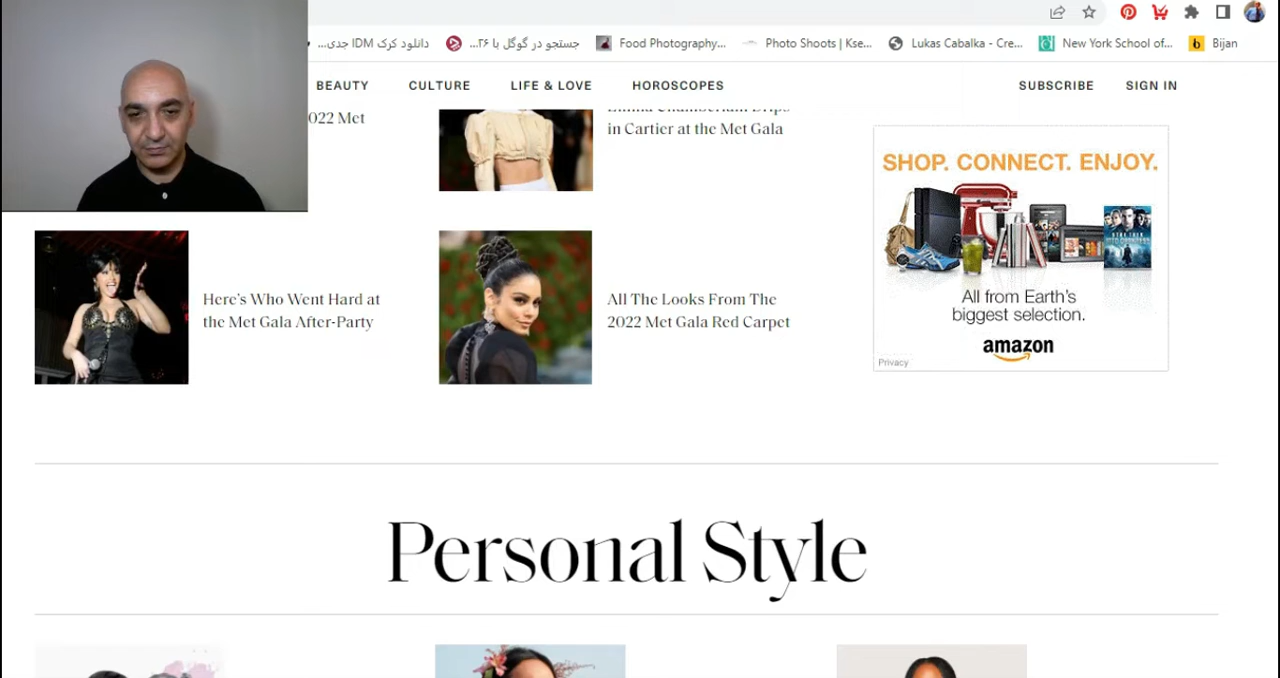 دانلود کرک IDM جدی...
جستجو در گوگل با ۲۶...
Food Photography...
Photo Shoots | Kse...
Lukas Cabalka - Cre...
New York School of...
Bijan
BEAUTY
CULTURE
LIFE & LOVE
HOROSCOPES
SUBSCRIBE
SIGN IN
022 Met
in Cartier at the Met Gala
Here's Who Went Hard at
the Met Gala After-Party
All The Looks From The
2022 Met Gala Red Carpet
SHOP. CONNECT. ENJOY.
All from Earth's
biggest selection.
amazon
Privacy
Personal Style